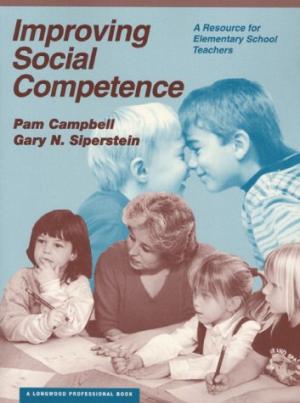 Improving
Social
Competence
A Resource for
Elementary School
Teachers
Pam Campbell
Gary N. Siperstein
A LONGWOOD PROFESSIONAL BOOK